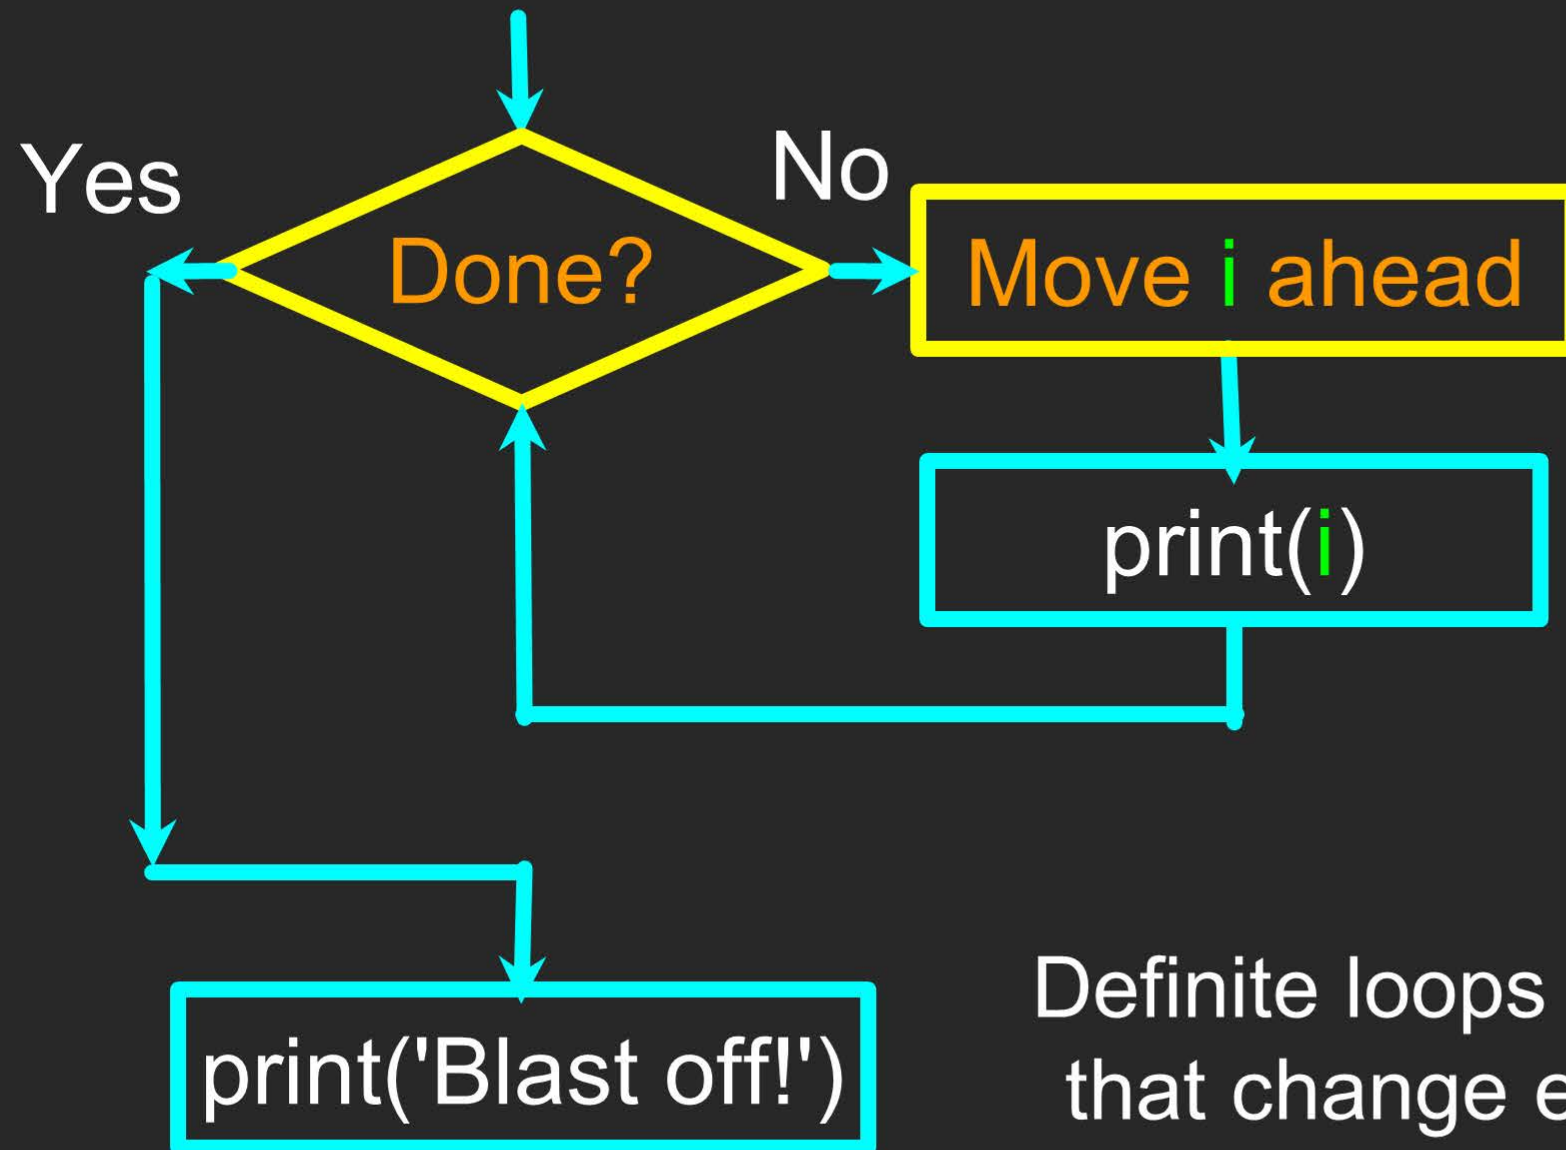 Yes
No
Done?
Move i ahead
print(i)
print('Blast off!')
Definite loops
that change